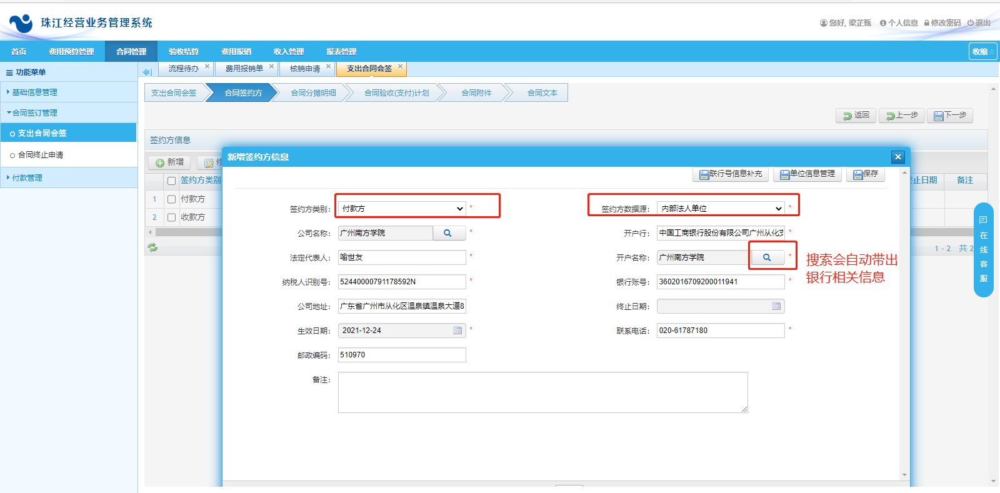 珠江经营业务管理系统
您好, 梁芷甄 个人信息 修改密码 退出
首页 费用预算管理 合同管理 验收结算 费用报销 收入管理 报表管理 收缩
功能菜单
流程待办 × 费用报销单 × 核销申请 × 支出合同会签 ×
基础信息管理
合同签订管理
支出合同会签
合同终止申请
付款管理
支出合同会签 合同签约方 合同分摊明细 合同验收(支付)计划 合同附件 合同文本
返回 上一步 下一步
签约方信息
新增
签约方类别
止日期 备注
1 付款方
2 收款方
1 - 2 共 2
新增签约方信息
联行号信息补充 单位信息管理 保存
签约方类别: 付款方 * 签约方数据源: 内部法人单位 *
公司名称: 广州南方学院 * 开户行: 中国工商银行股份有限公司广州从化支 *
法定代表人: 喻世友 * 开户名称: 广州南方学院 *
纳税人识别号: 52440000791178592N * 银行账号: 3602016709200011941 *
公司地址: 广东省广州市从化区温泉镇温泉大道8 终止日期:
生效日期: 2021-12-24 * 联系电话: 020-61787180 *
邮政编码: 510970
备注:
搜索会自动带出
银行相关信息
在
线
客
服